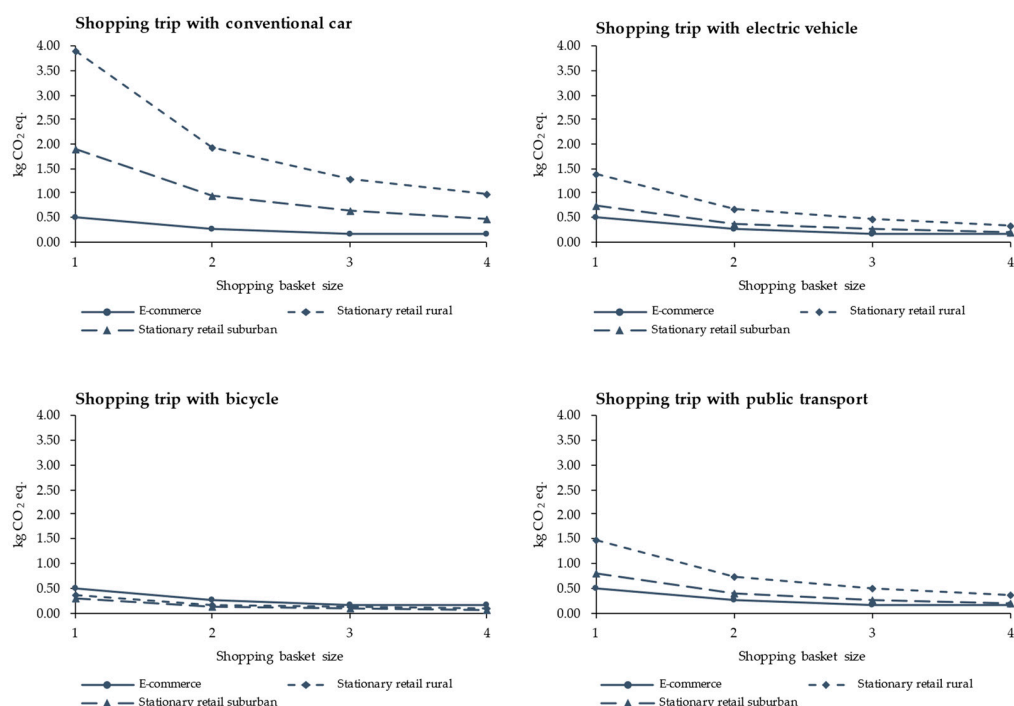 Shopping trip with conventional car
4.00
3.50
3.00
2.50
2.00
1.50
1.00
0.50
0.00
kg CO2 eq.
1 2 3 4
Shopping basket size
E-commerce Stationary retail rural
Stationary retail suburban
Shopping trip with electric vehicle
4.00
3.50
3.00
2.50
2.00
1.50
1.00
0.50
0.00
kg CO2 eq.
1 2 3 4
Shopping basket size
E-commerce Stationary retail rural
Stationary retail suburban
Shopping trip with bicycle
4.00
3.50
3.00
2.50
2.00
1.50
1.00
0.50
0.00
kg CO2 eq.
1 2 3 4
Shopping basket size
E-commerce Stationary retail rural
Stationary retail suburban
Shopping trip with public transport
4.00
3.50
3.00
2.50
2.00
1.50
1.00
0.50
0.00
kg CO2 eq.
1 2 3 4
Shopping basket size
E-commerce Stationary retail rural
Stationary retail suburban